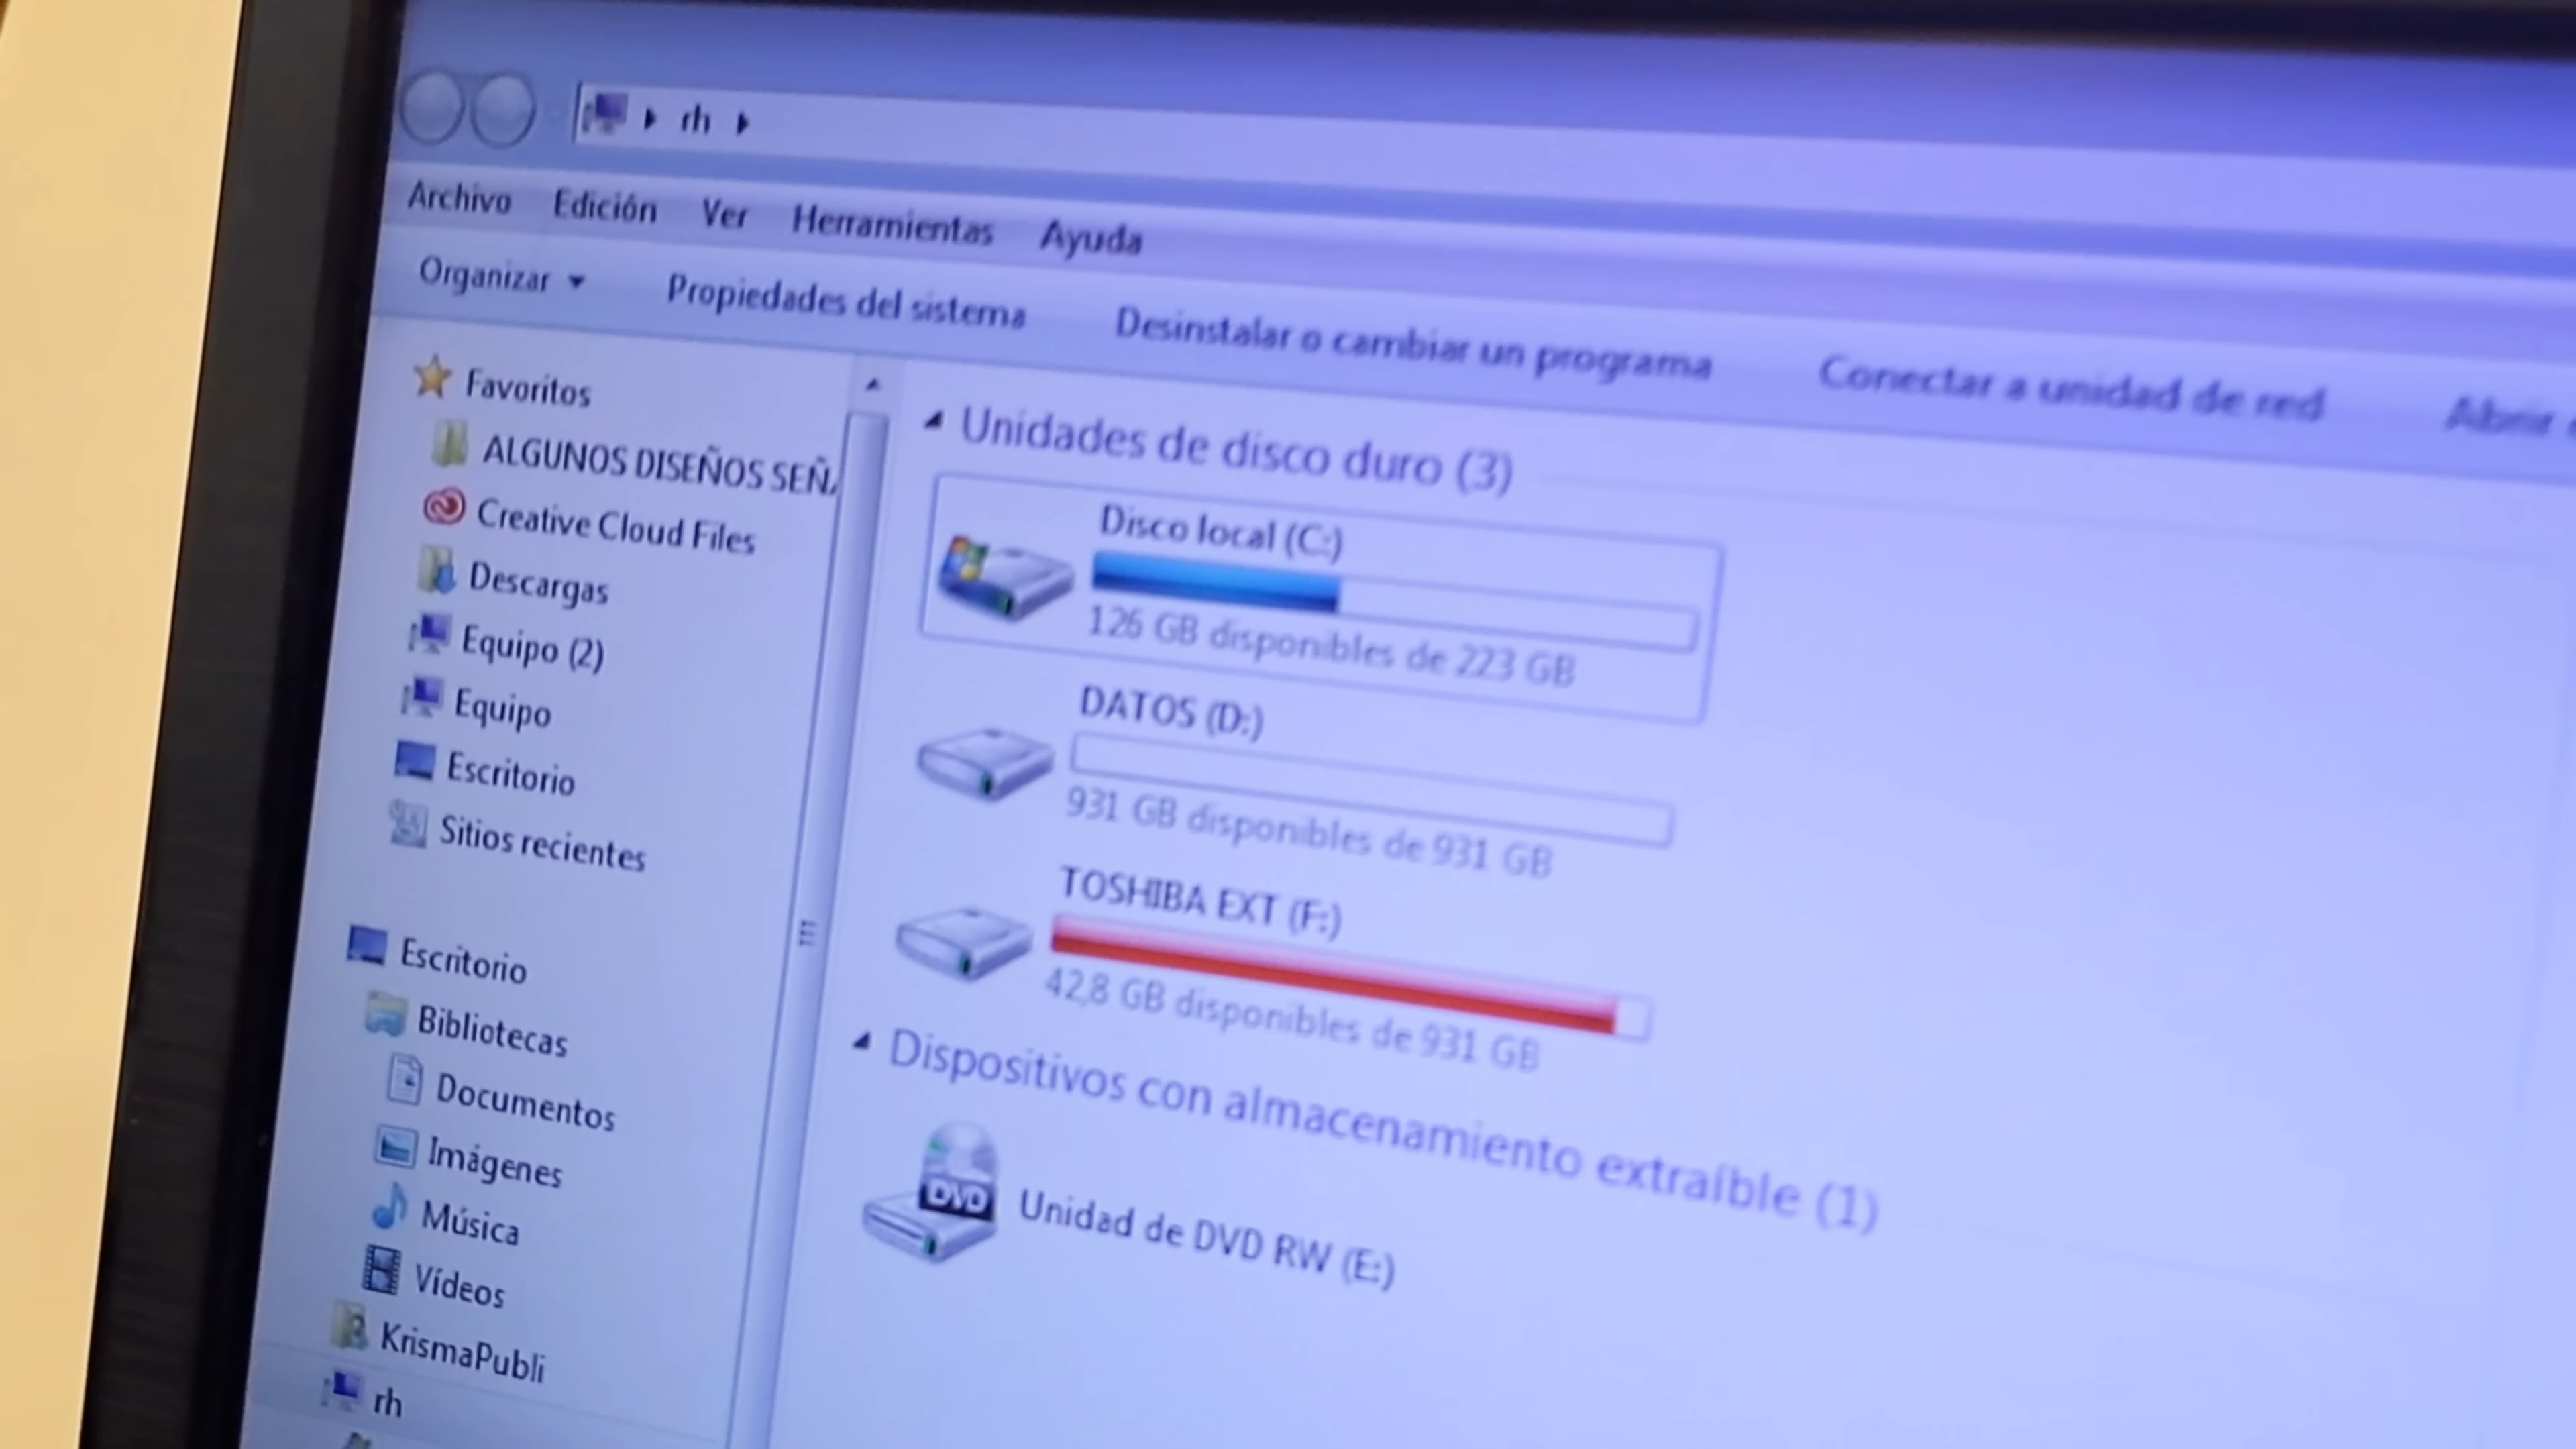 rh
Archivo Edición Ver Herramientas Ayuda
Organizar Propiedades del sistema Desinstalar o cambiar un programa Conectar a unidad de red Abrir
Favoritos
ALGUNOS DISEÑOS SEÑ
Creative Cloud Files
Descargas
Equipo (2)
Equipo
Escritorio
Sitios recientes
Escritorio
Bibliotecas
Documentos
Imágenes
Música
Vídeos
KrismaPubli
rh
Unidades de disco duro (3)
Disco local (C:)
126 GB disponibles de 223 GB
DATOS (D:)
931 GB disponibles de 931 GB
TOSHIBA EXT (F:)
42,8 GB disponibles de 931 GB
Dispositivos con almacenamiento extraíble (1)
DVD
Unidad de DVD RW (E:)